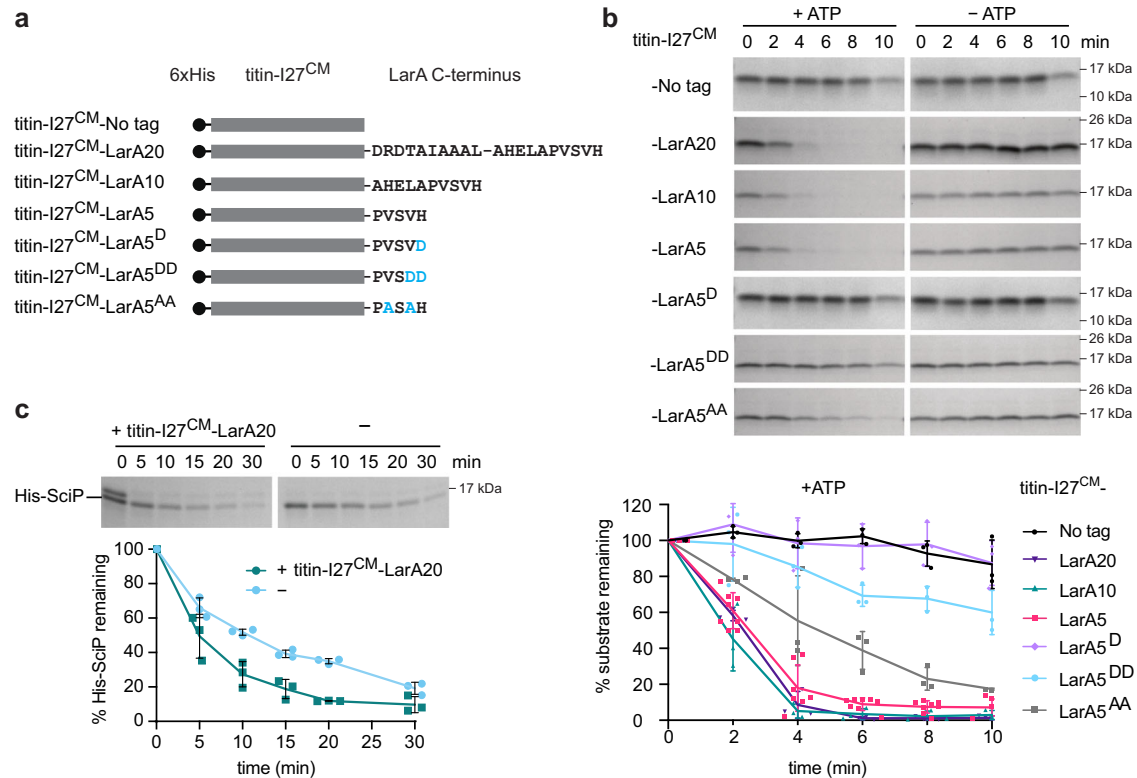 a
6xHis titin-I27CM LarA C-terminus
titin-I27CM-No tag
titin-I27CM-LarA20 DRDTAIAAAL-AHELAPVSVH
titin-I27CM-LarA10 AHELAPVSVH
titin-I27CM-LarA5 PVSVH
titin-I27CM-LarA5D PVSVD
titin-I27CM-LarA5DD PVSDD
titin-I27CM-LarA5AA PASAH
b
+ ATP − ATP
titin-I27CM 0 2 4 6 8 10 0 2 4 6 8 10 min
-No tag 17 kDa
10 kDa
26 kDa
-LarA20 17 kDa
-LarA10 17 kDa
-LarA5 17 kDa
-LarA5D 17 kDa
10 kDa
26 kDa
-LarA5DD 17 kDa
26 kDa
-LarA5AA 17 kDa
+ATP titin-I27CM-
% substrate remaining
120
100
80
60
40
20
0
0 2 4 6 8 10
time (min)
No tag
LarA20
LarA10
LarA5
LarA5D
LarA5DD
LarA5AA
c
+ titin-I27CM-LarA20 −
0 5 10 15 20 30 0 5 10 15 20 30 min
His-SciP 17 kDa
% His-SciP remaining
100
80
60
40
20
0
+ titin-I27CM-LarA20
−
0 5 10 15 20 25 30
time (min)